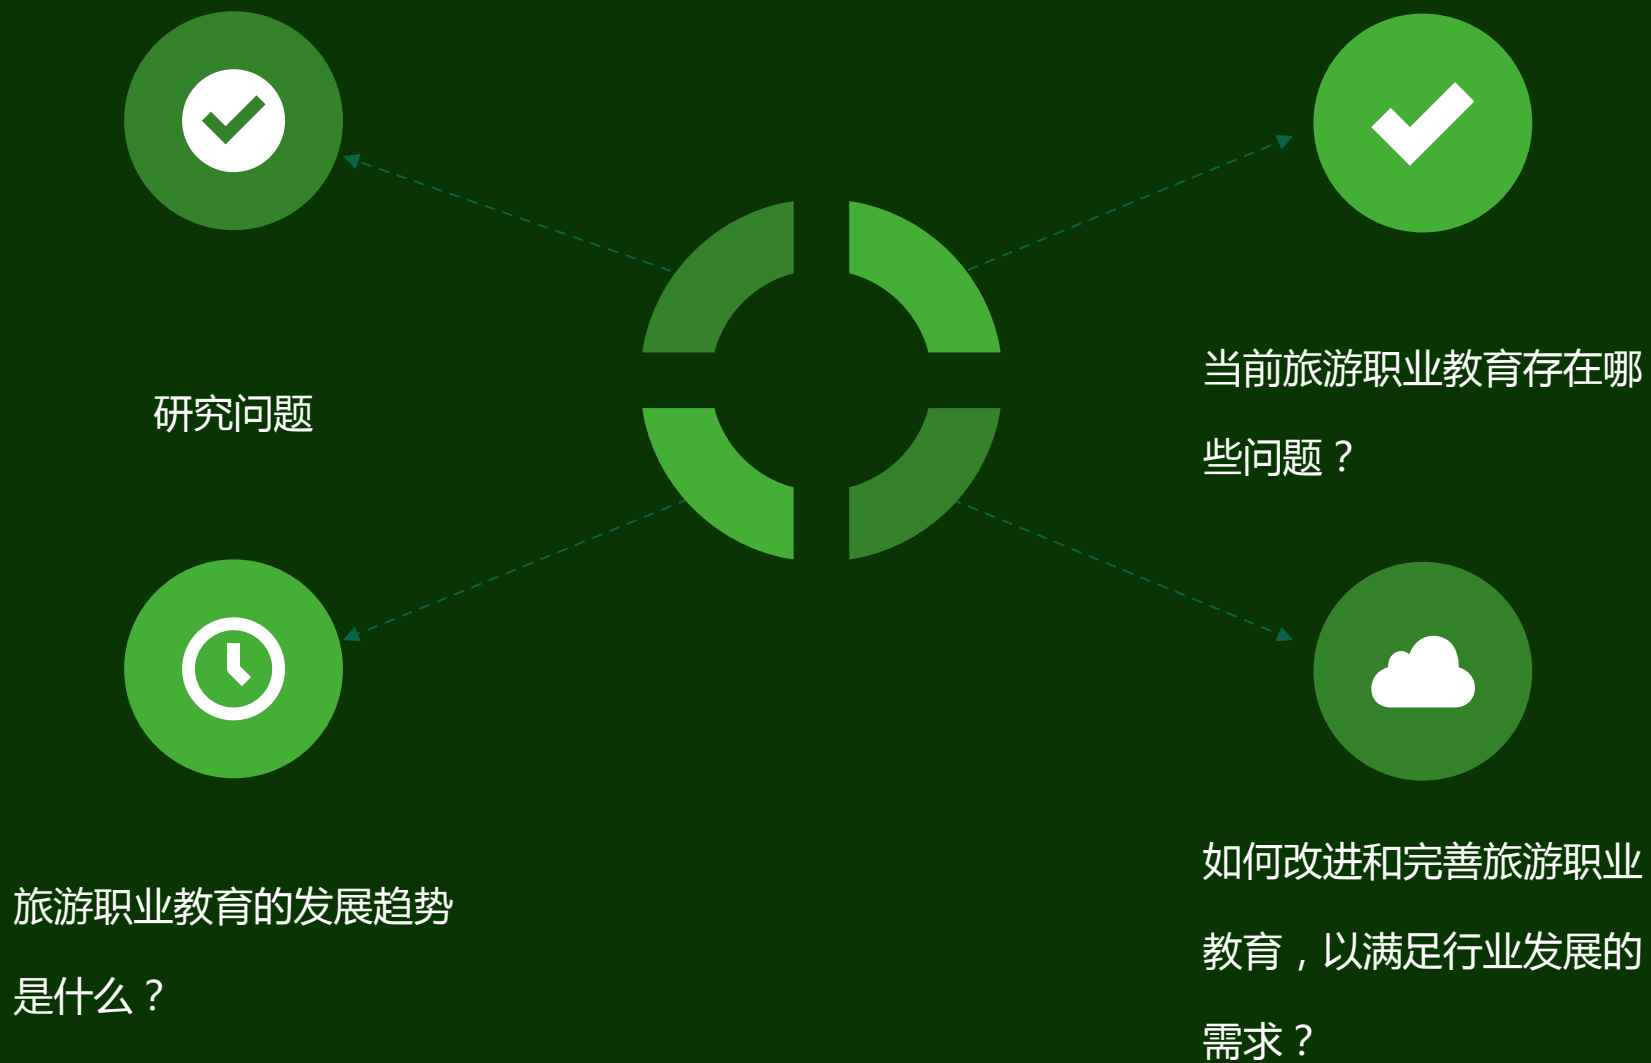 研究问题
当前旅游职业教育存在哪
些问题？
旅游职业教育的发展趋势
是什么？
如何改进和完善旅游职业
教育，以满足行业发展的
需求？